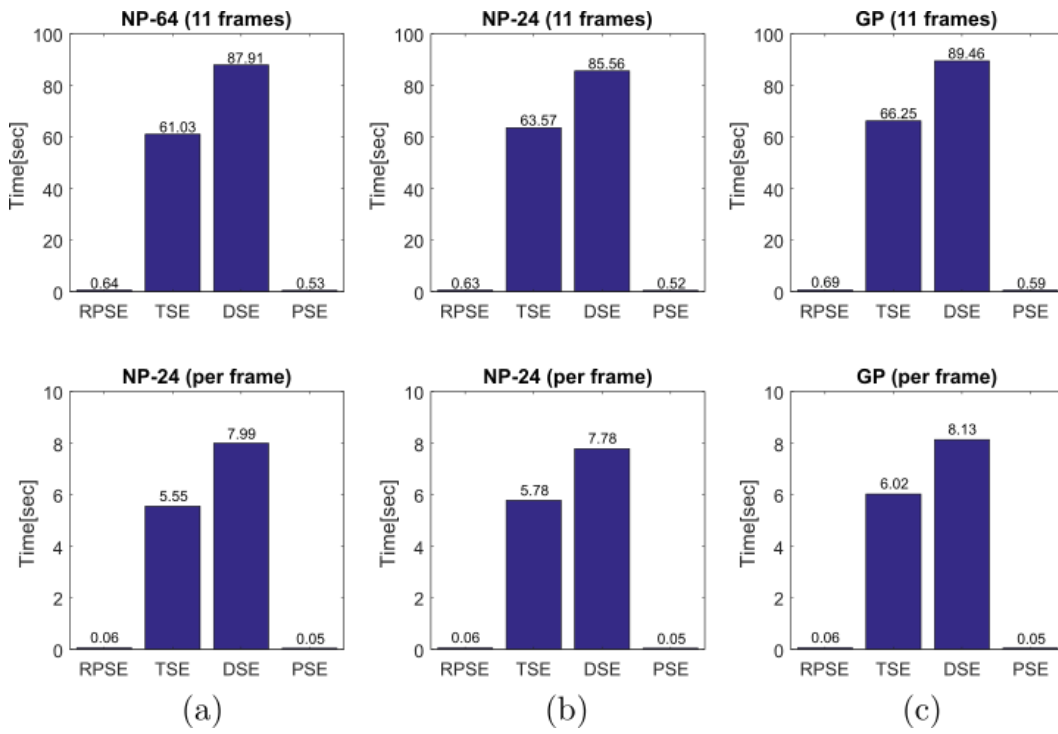 NP-64 (11 frames)
100
80
60
40
20
0
Time[sec]
0.64
61.03
87.91
0.53
RPSE TSE DSE PSE
NP-24 (11 frames)
100
80
60
40
20
0
Time[sec]
0.63
63.57
85.56
0.52
RPSE TSE DSE PSE
GP (11 frames)
100
80
60
40
20
0
Time[sec]
0.69
66.25
89.46
0.59
RPSE TSE DSE PSE
NP-24 (per frame)
10
8
6
4
2
0
Time[sec]
0.06
5.55
7.99
0.05
RPSE TSE DSE PSE
(a)
NP-24 (per frame)
10
8
6
4
2
0
Time[sec]
0.06
5.78
7.78
0.05
RPSE TSE DSE PSE
(b)
GP (per frame)
10
8
6
4
2
0
Time[sec]
0.06
6.02
8.13
0.05
RPSE TSE DSE PSE
(c)